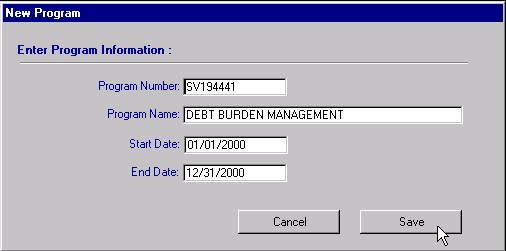 New Program
Enter Program Information :
Program Number: SV194441
Program Name: DEBT BURDEN MANAGEMENT
Start Date: 01/01/2000
End Date: 12/31/2000
Cancel Save